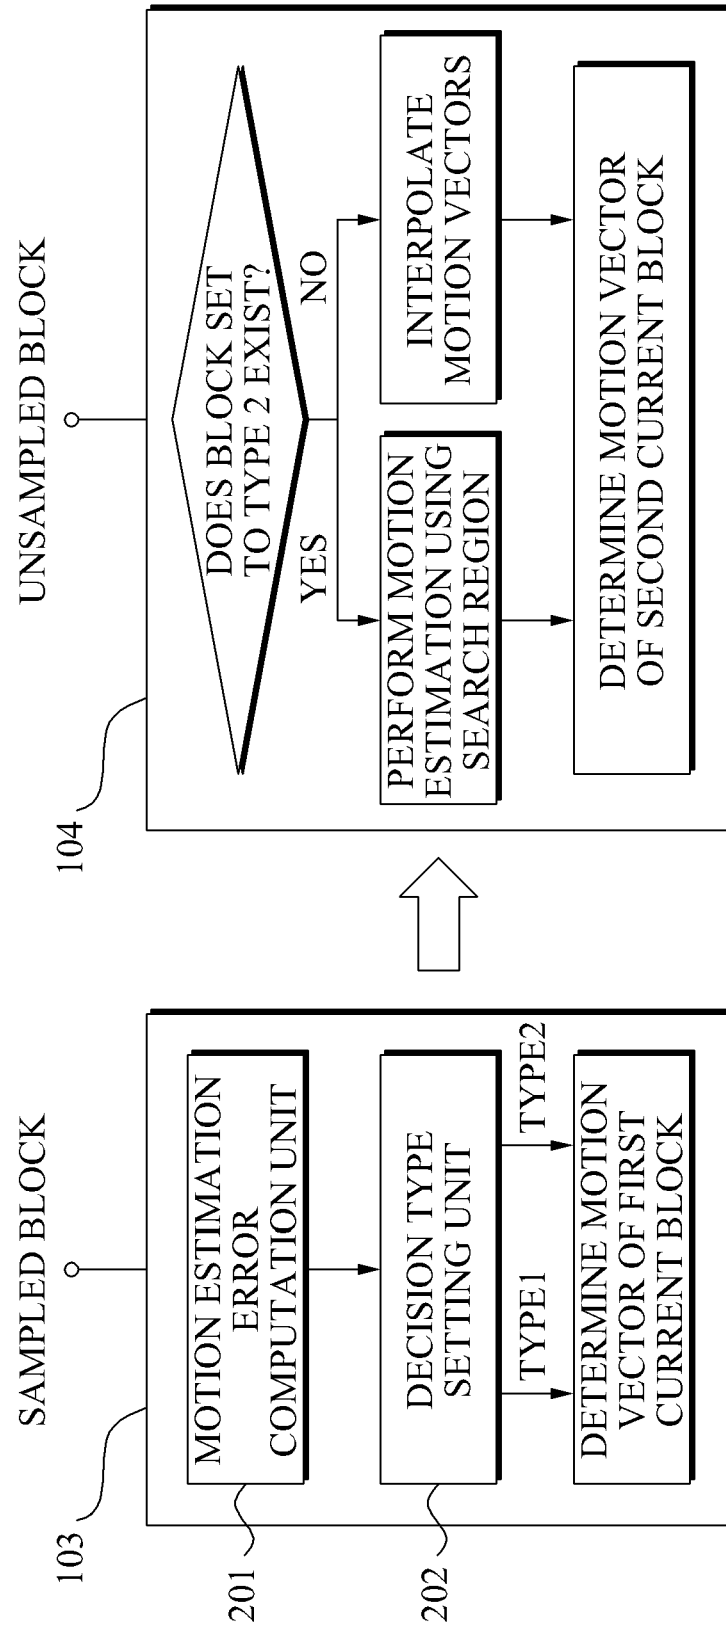 SAMPLED BLOCK
103
201
MOTION ESTIMATION
ERROR
COMPUTATION UNIT
202
DECISION TYPE
SETTING UNIT
TYPE1
TYPE2
DETERMINE MOTION
VECTOR OF FIRST
CURRENT BLOCK
UNSAMPLED BLOCK
104
DOES BLOCK SET
TO TYPE 2 EXIST?
YES
NO
PERFORM MOTION
ESTIMATION USING
SEARCH REGION
INTERPOLATE
MOTION VECTORS
DETERMINE MOTION VECTOR
OF SECOND CURRENT BLOCK